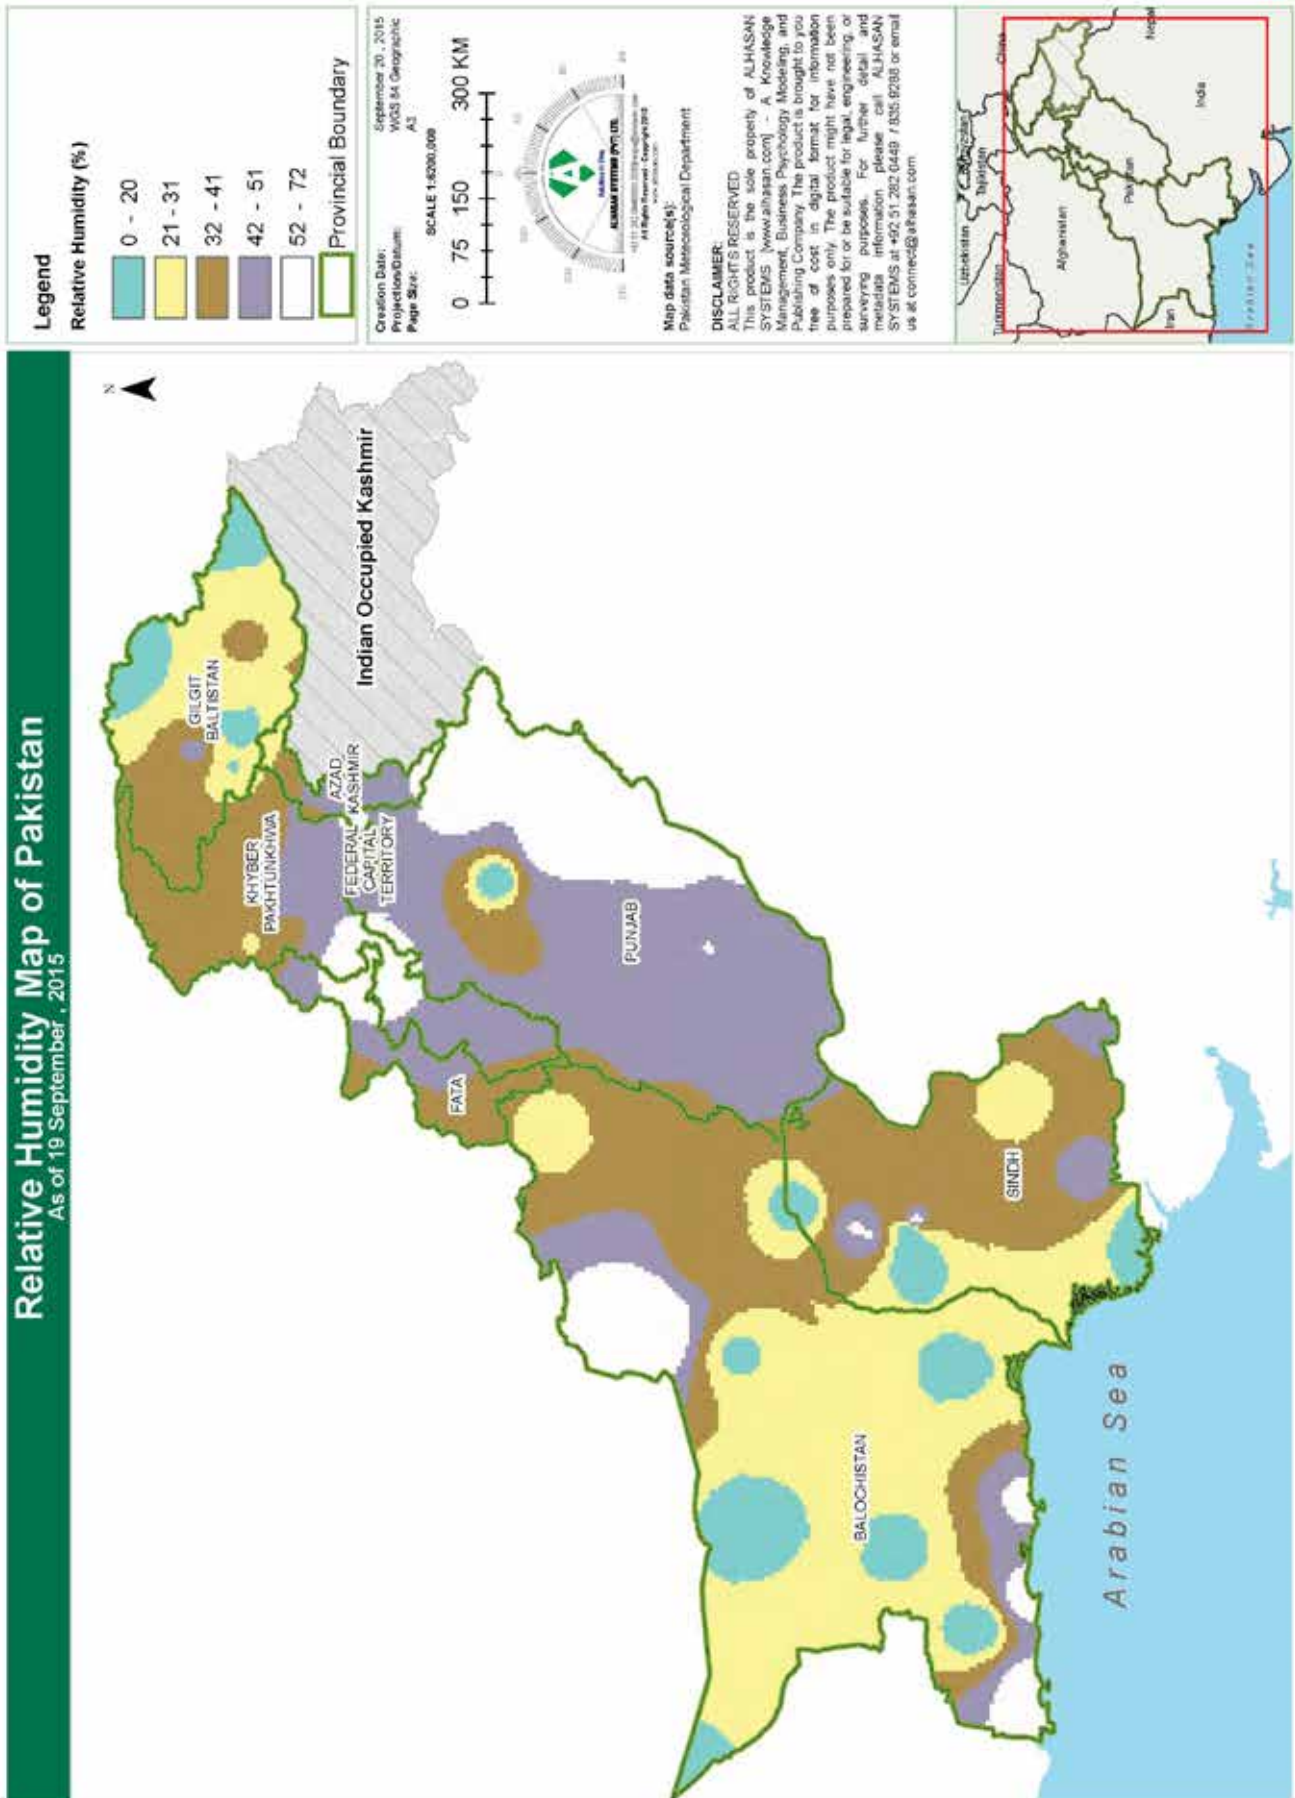 Relative Humidity Map of Pakistan
As of 19 September , 2015
N
GILGIT
BALTISTAN
KHYBER
PAKHTUNKHWA
AZAD
KASHMIR
FEDERAL
CAPITAL
TERRITORY
Indian Occupied Kashmir
FATA
PUNJAB
BALOCHISTAN
SINDH
Arabian Sea
Legend
Relative Humidity (%)
0 - 20
21 - 31
32 - 41
42 - 51
52 - 72
Provincial Boundary
Creation Date: September 20 , 2015
Projection/Datum: WGS 84 Geographic
Page Size: A3
SCALE 1:6200,000
0 75 150 300 KM
ALHASAN SYSTEMS (PVT) LTD.
Map data source(s):
Pakistan Meteorological Department
DISCLAIMER:
ALL RIGHTS RESERVED
This product is the sole property of ALHASAN
SYSTEMS [www.alhasan.com] - A Knowledge
Management, Business Psychology Modeling, and
Publishing Company. The product is brought to you
free of cost in digital format for information
purposes only. The product might have not been
prepared for or be suitable for legal, engineering, or
surveying purposes. For further detail and
metadata information please call ALHASAN
SYSTEMS at +92.51.282.0449 / 835.9288 or email
us at connect@alhasan.com
Uzbekistan
Tajikistan
China
Turkmenistan
Afghanistan
Pakistan
Iran
India
Nepal
Arabian Sea